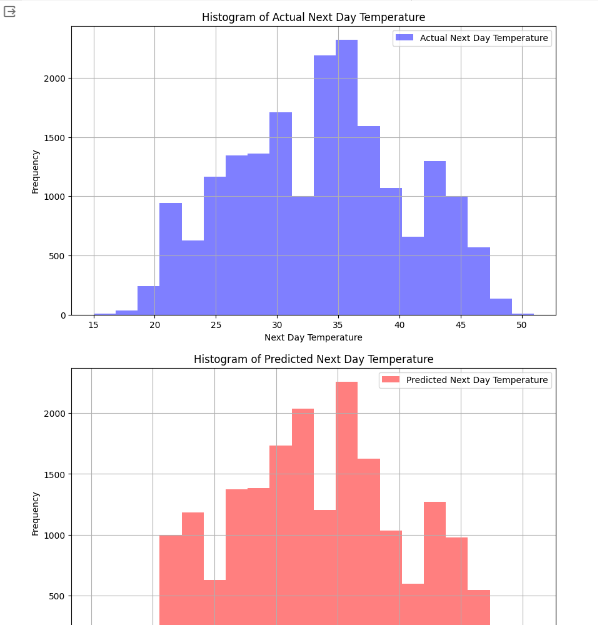 Histogram of Actual Next Day Temperature
Actual Next Day Temperature
2000
1500
1000
500
0
Frequency
15 20 25 30 35 40 45 50
Next Day Temperature
Histogram of Predicted Next Day Temperature
Predicted Next Day Temperature
2000
1500
1000
500
Frequency